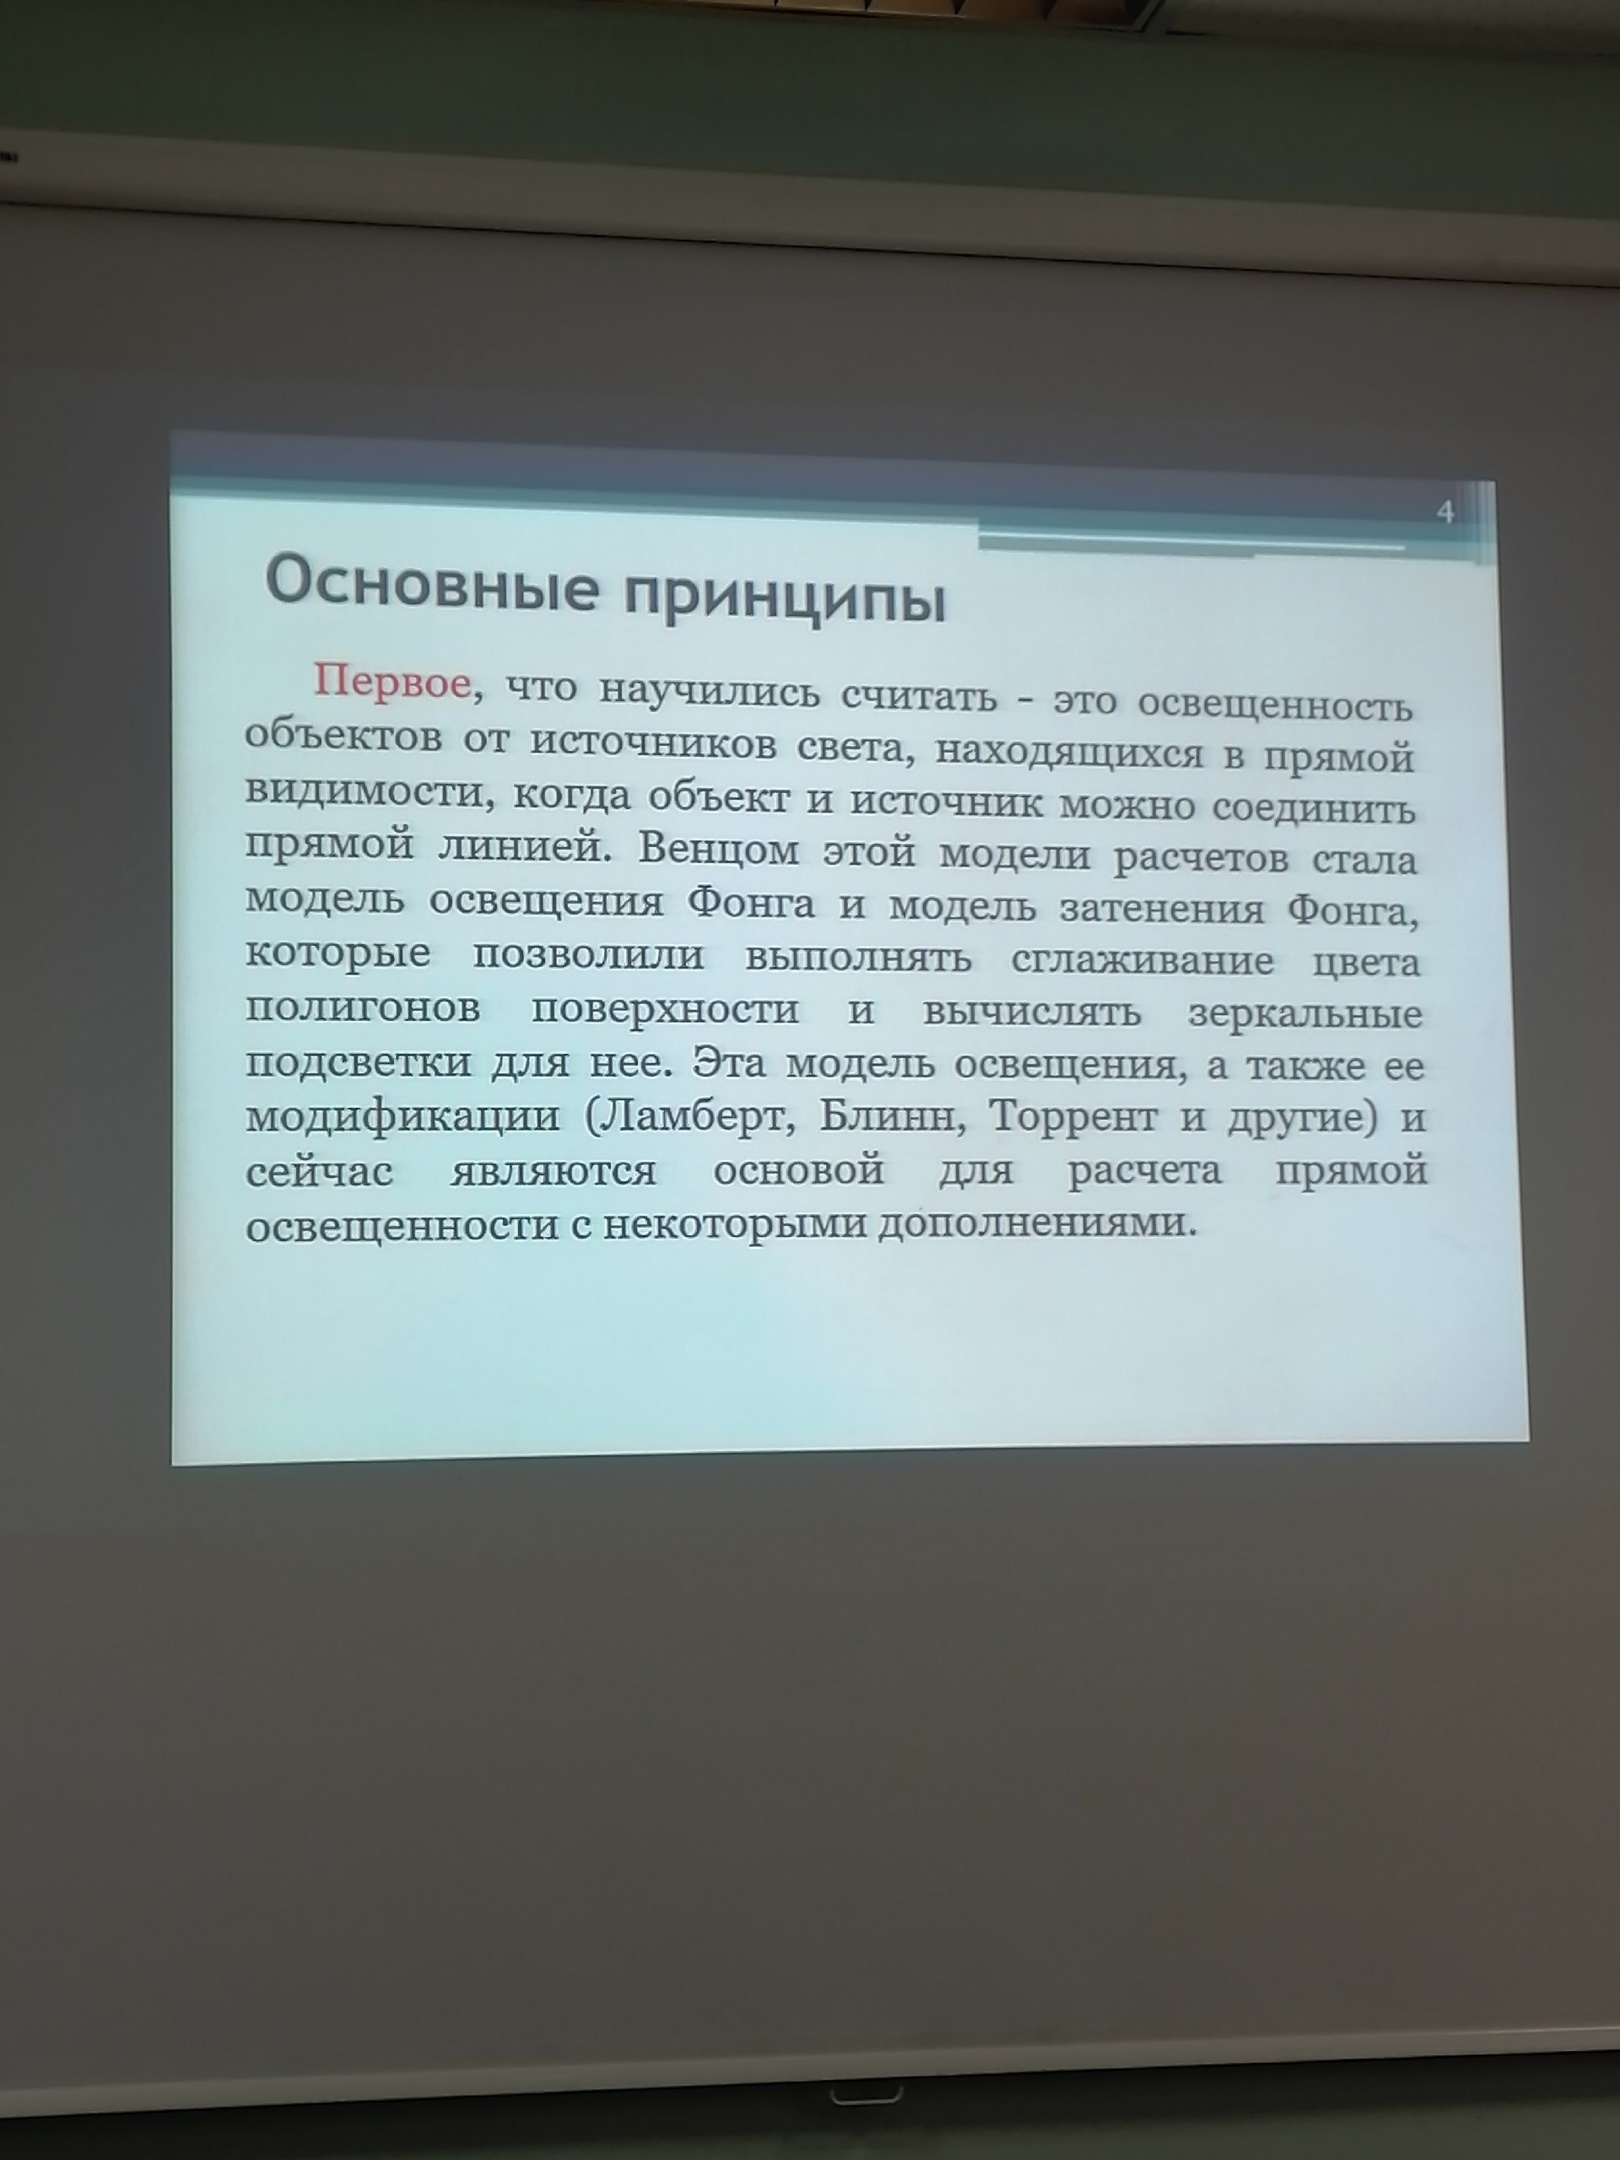 4
Основные принципы
Первое, что научились считать - это освещенность
объектов от источников света, находящихся в прямой
видимости, когда объект и источник можно соединить
прямой линией. Венцом этой модели расчетов стала
модель освещения Фонга и модель затенения Фонга,
которые позволили выполнять сглаживание цвета
полигонов поверхности и вычислять зеркальные
подсветки для нее. Эта модель освещения, а также ее
модификации (Ламберт, Блинн, Торрент и другие) и
сейчас являются основой для расчета прямой
освещенности с некоторыми дополнениями.